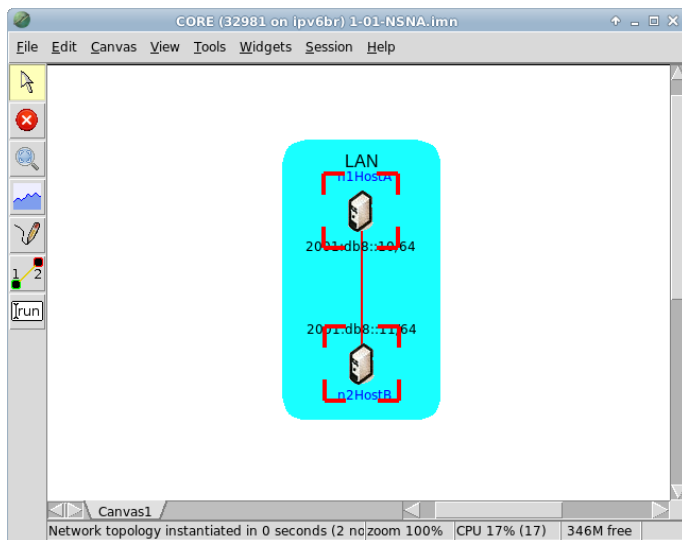 CORE (32981 on ipv6br) 1-01-NSNA.imn
File Edit Canvas View Tools Widgets Session Help
LAN
n1HostA
2001:db8::10/64
2001:db8::11/64
n2HostB
1 2
run
Canvas1
Network topology instantiated in 0 seconds (2 no zoom 100% CPU 17% (17) 346M free